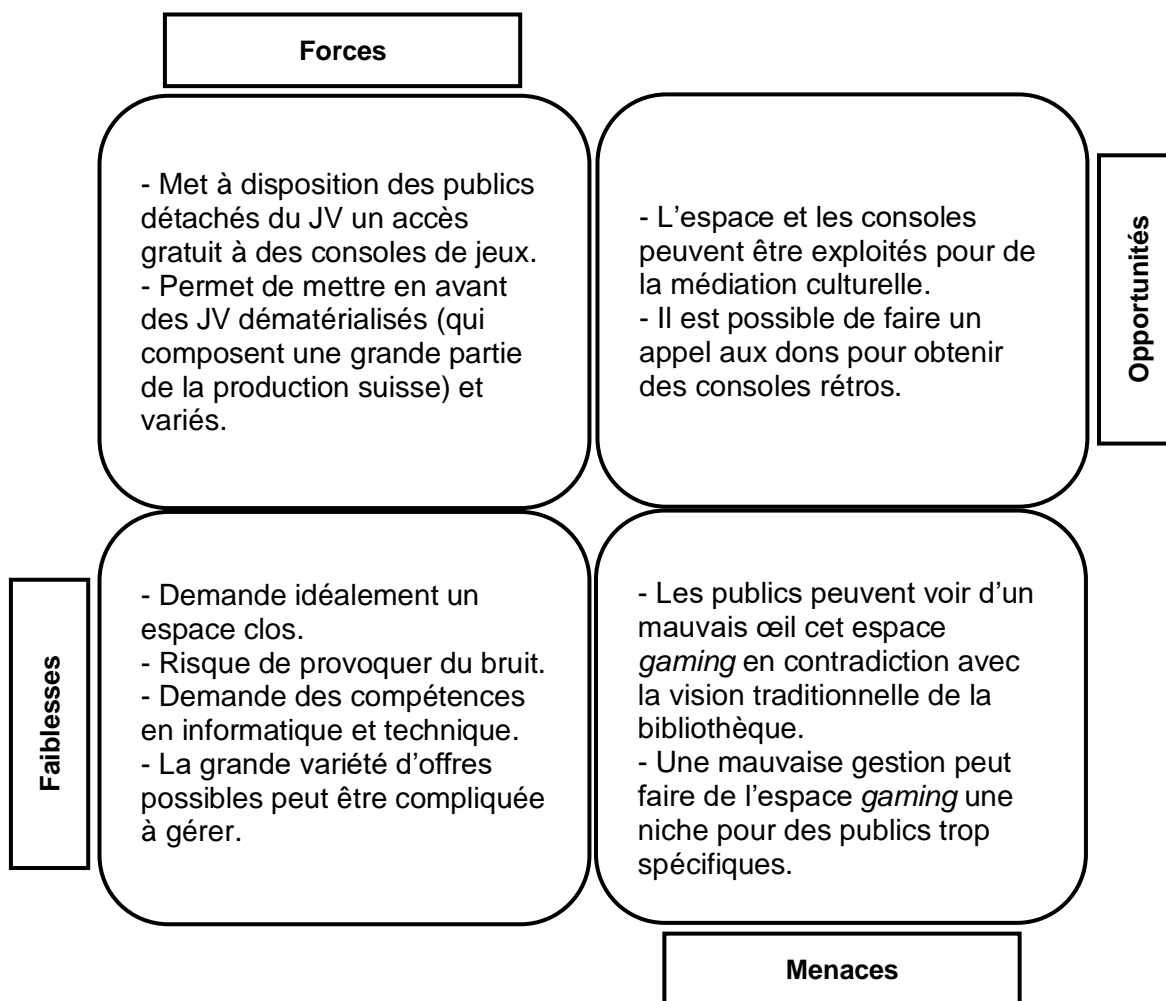 Forces
- Met à disposition des publics
détachés du JV un accès
gratuit à des consoles de jeux.
- Permet de mettre en avant
des JV dématérialisés (qui
composent une grande partie
de la production suisse) et
variés.
- L’espace et les consoles
peuvent être exploités pour de
la médiation culturelle.
- Il est possible de faire un
appel aux dons pour obtenir
des consoles rétros.
Opportunités
Faiblesses
- Demande idéalement un
espace clos.
- Risque de provoquer du bruit.
- Demande des compétences
en informatique et technique.
- La grande variété d’offres
possibles peut être compliquée
à gérer.
- Les publics peuvent voir d’un
mauvais œil cet espace
gaming en contradiction avec
la vision traditionnelle de la
bibliothèque.
- Une mauvaise gestion peut
faire de l’espace gaming une
niche pour des publics trop
spécifiques.
Menaces